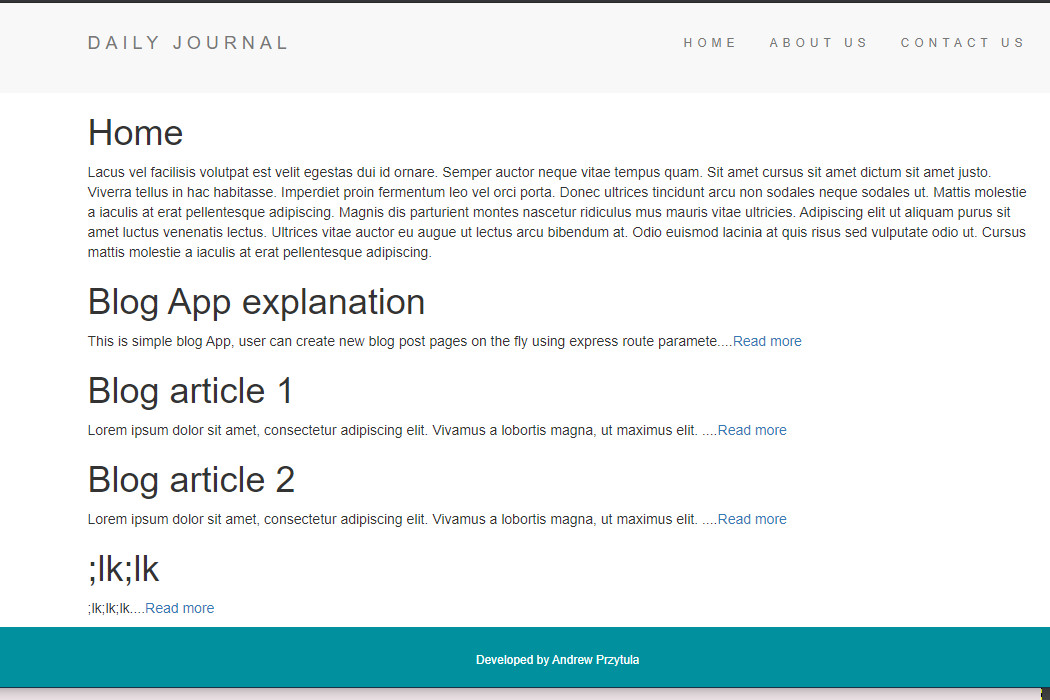 DAILY JOURNAL HOME ABOUT US CONTACT US
Home
Lacus vel facilisis volutpat est velit egestas dui id ornare. Semper auctor neque vitae tempus quam. Sit amet cursus sit amet dictum sit amet justo.
Viverra tellus in hac habitasse. Imperdiet proin fermentum leo vel orci porta. Donec ultrices tincidunt arcu non sodales neque sodales ut. Mattis molestie
a iaculis at erat pellentesque adipiscing. Magnis dis parturient montes nascetur ridiculus mus mauris vitae ultricies. Adipiscing elit ut aliquam purus sit
amet luctus venenatis lectus. Ultrices vitae auctor eu augue ut lectus arcu bibendum at. Odio euismod lacinia at quis risus sed vulputate odio ut. Cursus
mattis molestie a iaculis at erat pellentesque adipiscing.
Blog App explanation
This is simple blog App, user can create new blog post pages on the fly using express route paramete....Read more
Blog article 1
Lorem ipsum dolor sit amet, consectetur adipiscing elit. Vivamus a lobortis magna, ut maximus elit. ....Read more
Blog article 2
Lorem ipsum dolor sit amet, consectetur adipiscing elit. Vivamus a lobortis magna, ut maximus elit. ....Read more
;lk;lk
;lk;lk;lk....Read more
Developed by Andrew Przytula